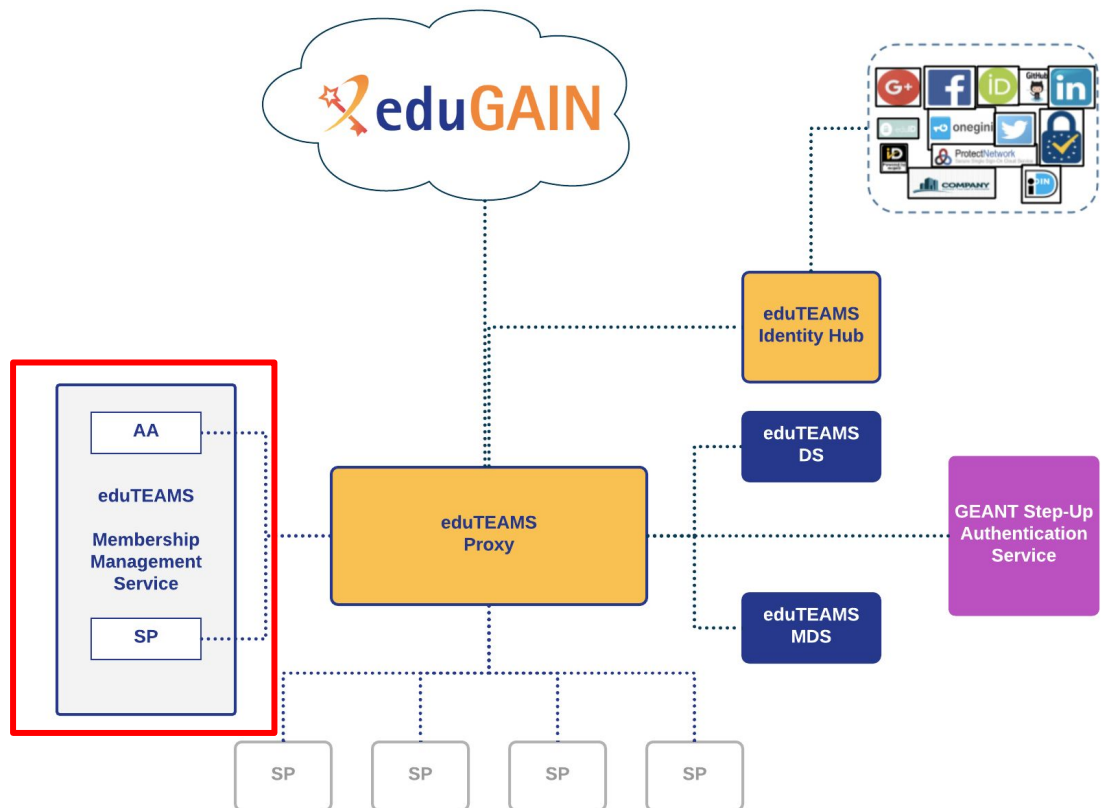 eduGAIN
G+
iD
GitHub
in
onegini
iD
ProtectNetwork
COMPANY
iDIN
eduTEAMS
Identity Hub
AA
eduTEAMS
Membership
Management
Service
SP
eduTEAMS
Proxy
eduTEAMS
DS
GEANT Step-Up
Authentication
Service
eduTEAMS
MDS
SP
SP
SP
SP